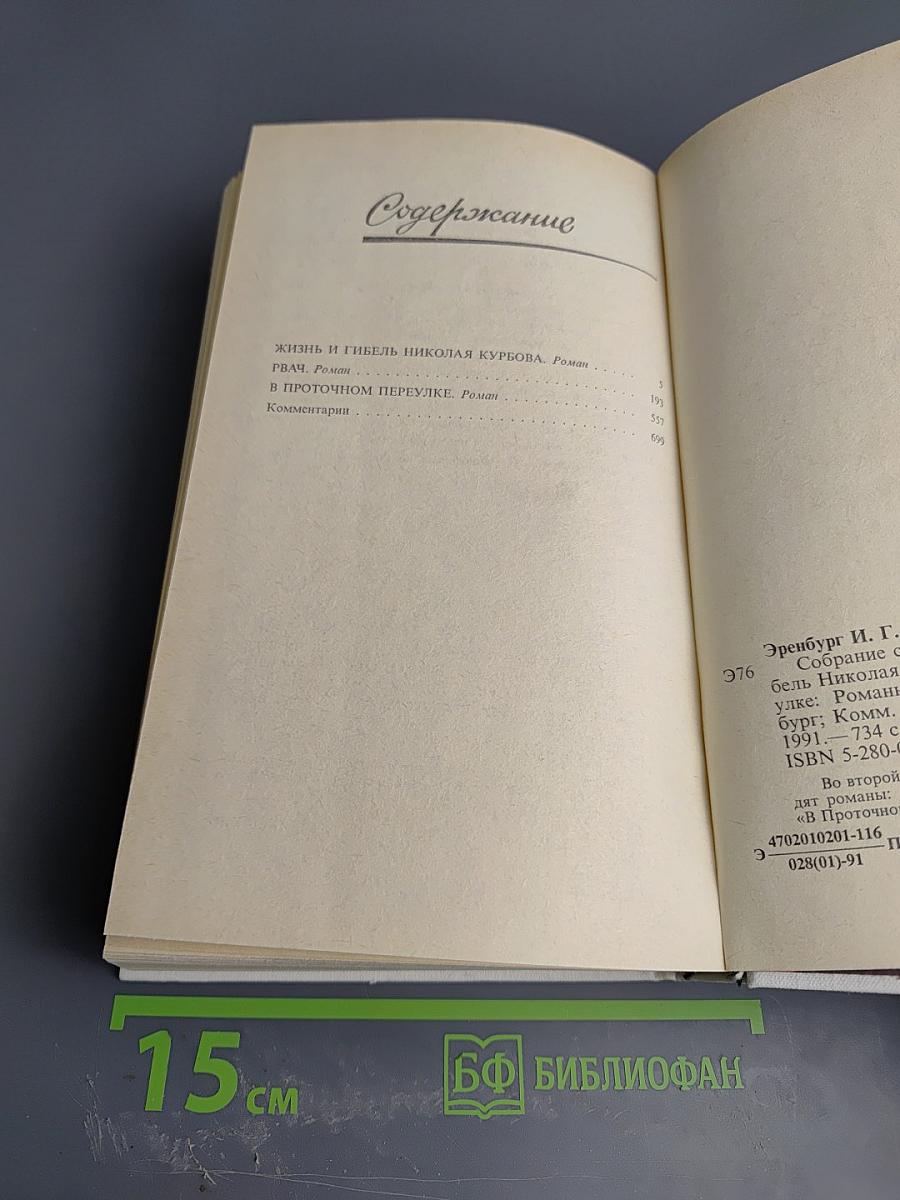 Содержание
ЖИЗНЬ И ГИБЕЛЬ НИКОЛАЯ КУРБОВА. Роман . . . . . . 5
РВАЧ. Роман . . . . . . . . . . . . . . . . . . . . . . . . . . 193
В ПРОТОЧНОМ ПЕРЕУЛКЕ. Роман . . . . . . . . . . . . . 557
Комментарии . . . . . . . . . . . . . . . . . . . . . . . . . . 699
Эренбург И. Г.
Э76
Собрание с
бель Николая
улке: Романы
бург; Комм.
1991.— 734 с
ISBN 5-280-0
Во второй
дят романы:
«В Проточно
Э 4702010201-116
028(01)-91
15 см
БФ БИБЛИОФАН